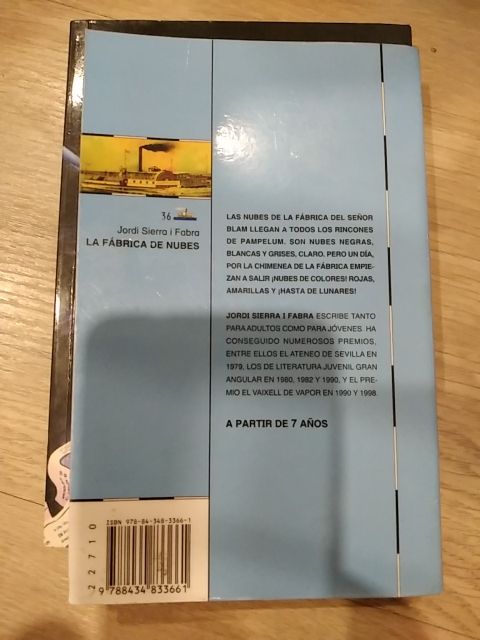 36
Jordi Sierra i Fabra
LA FÁBRICA DE NUBES
LAS NUBES DE LA FÁBRICA DEL SEÑOR
BLAM LLEGAN A TODOS LOS RINCONES
DE PAMPELUM. SON NUBES NEGRAS,
BLANCAS Y GRISES, CLARO. PERO UN DÍA,
POR LA CHIMENEA DE LA FÁBRICA EMPIE-
ZAN A SALIR ¡NUBES DE COLORES! ROJAS,
AMARILLAS Y ¡HASTA DE LUNARES!
JORDI SIERRA I FABRA ESCRIBE TANTO
PARA ADULTOS COMO PARA JÓVENES. HA
CONSEGUIDO NUMEROSOS PREMIOS,
ENTRE ELLOS EL ATENEO DE SEVILLA EN
1979, LOS DE LITERATURA JUVENIL GRAN
ANGULAR EN 1980, 1982 Y 1990, Y EL PRE-
MIO EL VAIXELL DE VAPOR EN 1990 Y 1998.
A PARTIR DE 7 AÑOS
22710
ISBN 978-84-348-3366-1
9 788434 833661